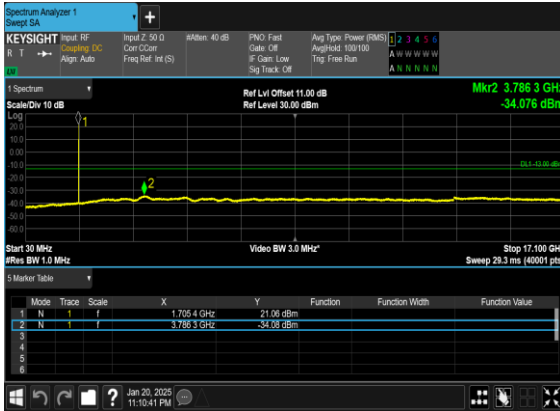 Spectrum Analyzer 1
Swept SA
+
KEYSIGHT Input: RF Input Z: 50 Ω #Atten: 40 dB PNO: Fast Avg Type: Power (RMS) 1 2 3 4 5 6
R T Coupling: DC Corr CCorr Gate: Off Avg|Hold: 100/100 A W W W W W
Align: Auto Freq Ref: Int (S) IF Gain: Low Trig: Free Run
LXI Sig Track: Off A N N N N N
1 Spectrum Ref Lvl Offset 11.00 dB Mkr2 3.786 3 GHz
Scale/Div 10 dB Ref Level 30.00 dBm -34.076 dBm
Log
20.0
10.0
0.00
-10.0
-20.0
-30.0
-40.0
-50.0
-60.0
1
2
DL1 -13.00 dBm
Start 30 MHz Video BW 3.0 MHz* Stop 17.100 GH
#Res BW 1.0 MHz Sweep 29.3 ms (40001 pts
5 Marker Table
Mode Trace Scale X Y Function Function Width Function Value
1 N 1 f 1.705 4 GHz 21.06 dBm
2 N 1 f 3.786 3 GHz -34.08 dBm
3
4
5
6
? Jan 20, 2025
11:10:41 PM